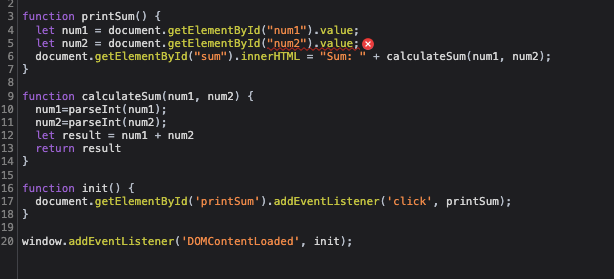 2
3 function printSum() {
4   let num1 = document.getElementById("num1").value;
5   let num2 = document.getElementById("num2").value;
6   document.getElementById("sum").innerHTML = "Sum: " + calculateSum(num1, num2);
7 }
8
9 function calculateSum(num1, num2) {
10   num1=parseInt(num1);
11   num2=parseInt(num2);
12   let result = num1 + num2
13   return result
14 }
15
16 function init() {
17   document.getElementById('printSum').addEventListener('click', printSum);
18 }
19
20 window.addEventListener('DOMContentLoaded', init);